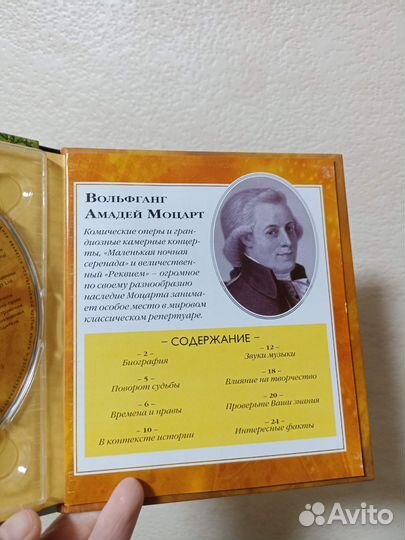 Вольфганг
Амадей Моцарт
Комические оперы и гран-
диозные камерные концер-
ты, «Маленькая ночная
серенада» и величествен-
ный «Реквием» – огромное
по своему разнообразию
наследие Моцарта занима-
ет особое место в мировом
классическом репертуаре.
– СОДЕРЖАНИЕ –
– 2 –
Биография
– 5 –
Поворот судьбы
– 6 –
Времена и нравы
– 10 –
В контексте истории
– 12 –
Звуки музыки
– 18 –
Влияние на творчество
– 20 –
Проверьте Ваши знания
– 24 –
Интересные факты
Avito